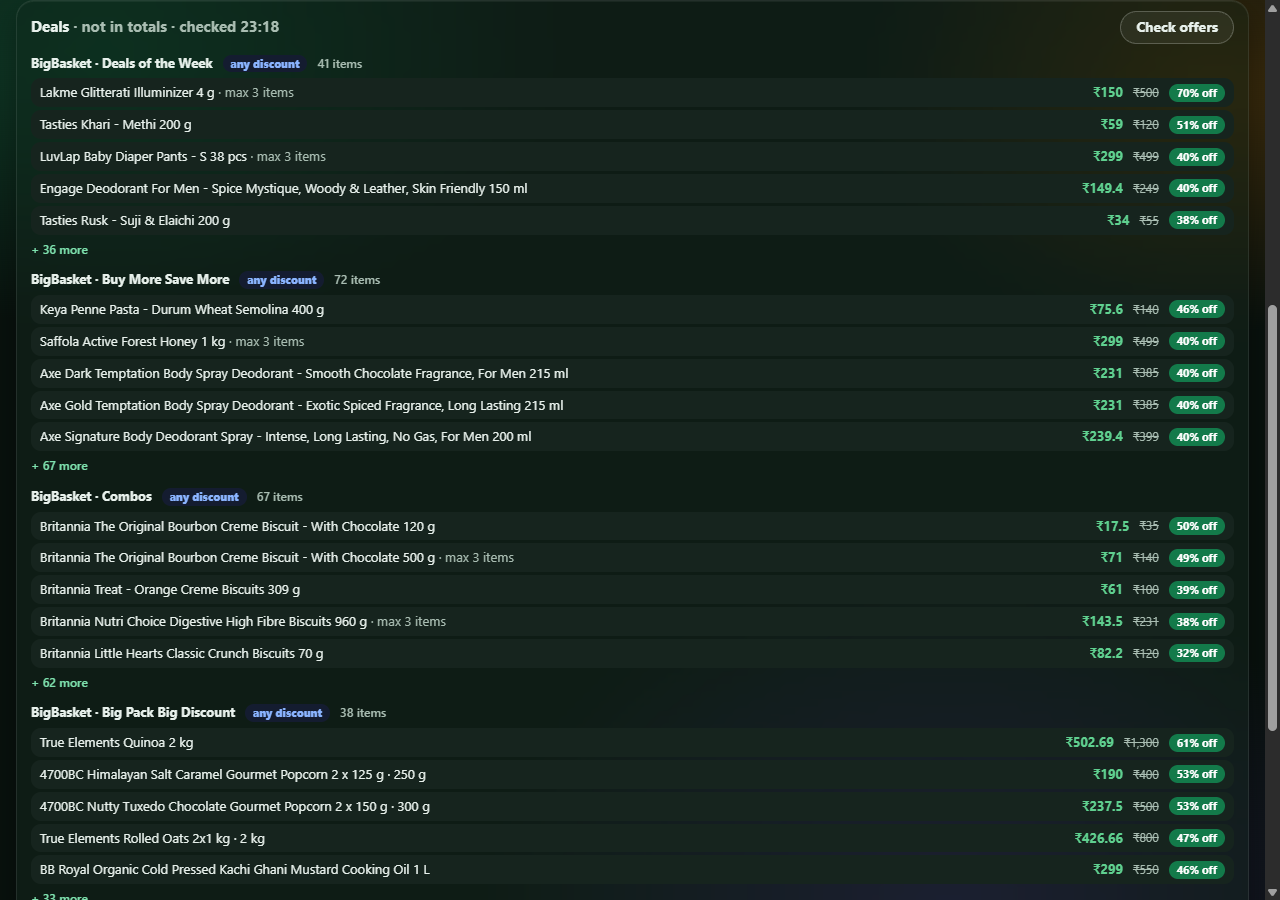 Deals · not in totals · checked 23:18
Check offers
BigBasket · Deals of the Week any discount 41 items
Lakme Glitterati Illuminizer 4 g · max 3 items ₹150 ₹500 70% off
Tasties Khari - Methi 200 g ₹59 ₹120 51% off
LuvLap Baby Diaper Pants - S 38 pcs · max 3 items ₹299 ₹499 40% off
Engage Deodorant For Men - Spice Mystique, Woody & Leather, Skin Friendly 150 ml ₹149.4 ₹249 40% off
Tasties Rusk - Suji & Elaichi 200 g ₹34 ₹55 38% off
+ 36 more
BigBasket · Buy More Save More any discount 72 items
Keya Penne Pasta - Durum Wheat Semolina 400 g ₹75.6 ₹140 46% off
Saffola Active Forest Honey 1 kg · max 3 items ₹299 ₹499 40% off
Axe Dark Temptation Body Spray Deodorant - Smooth Chocolate Fragrance, For Men 215 ml ₹231 ₹385 40% off
Axe Gold Temptation Body Spray Deodorant - Exotic Spiced Fragrance, Long Lasting 215 ml ₹231 ₹385 40% off
Axe Signature Body Deodorant Spray - Intense, Long Lasting, No Gas, For Men 200 ml ₹239.4 ₹399 40% off
+ 67 more
BigBasket · Combos any discount 67 items
Britannia The Original Bourbon Creme Biscuit - With Chocolate 120 g ₹17.5 ₹35 50% off
Britannia The Original Bourbon Creme Biscuit - With Chocolate 500 g · max 3 items ₹71 ₹140 49% off
Britannia Treat - Orange Creme Biscuits 309 g ₹61 ₹100 39% off
Britannia Nutri Choice Digestive High Fibre Biscuits 960 g · max 3 items ₹143.5 ₹231 38% off
Britannia Little Hearts Classic Crunch Biscuits 70 g ₹82.2 ₹120 32% off
+ 62 more
BigBasket · Big Pack Big Discount any discount 38 items
True Elements Quinoa 2 kg ₹502.69 ₹1,300 61% off
4700BC Himalayan Salt Caramel Gourmet Popcorn 2 x 125 g · 250 g ₹190 ₹400 53% off
4700BC Nutty Tuxedo Chocolate Gourmet Popcorn 2 x 150 g · 300 g ₹237.5 ₹500 53% off
True Elements Rolled Oats 2x1 kg · 2 kg ₹426.66 ₹800 47% off
BB Royal Organic Cold Pressed Kachi Ghani Mustard Cooking Oil 1 L ₹299 ₹550 46% off
+ 33 more